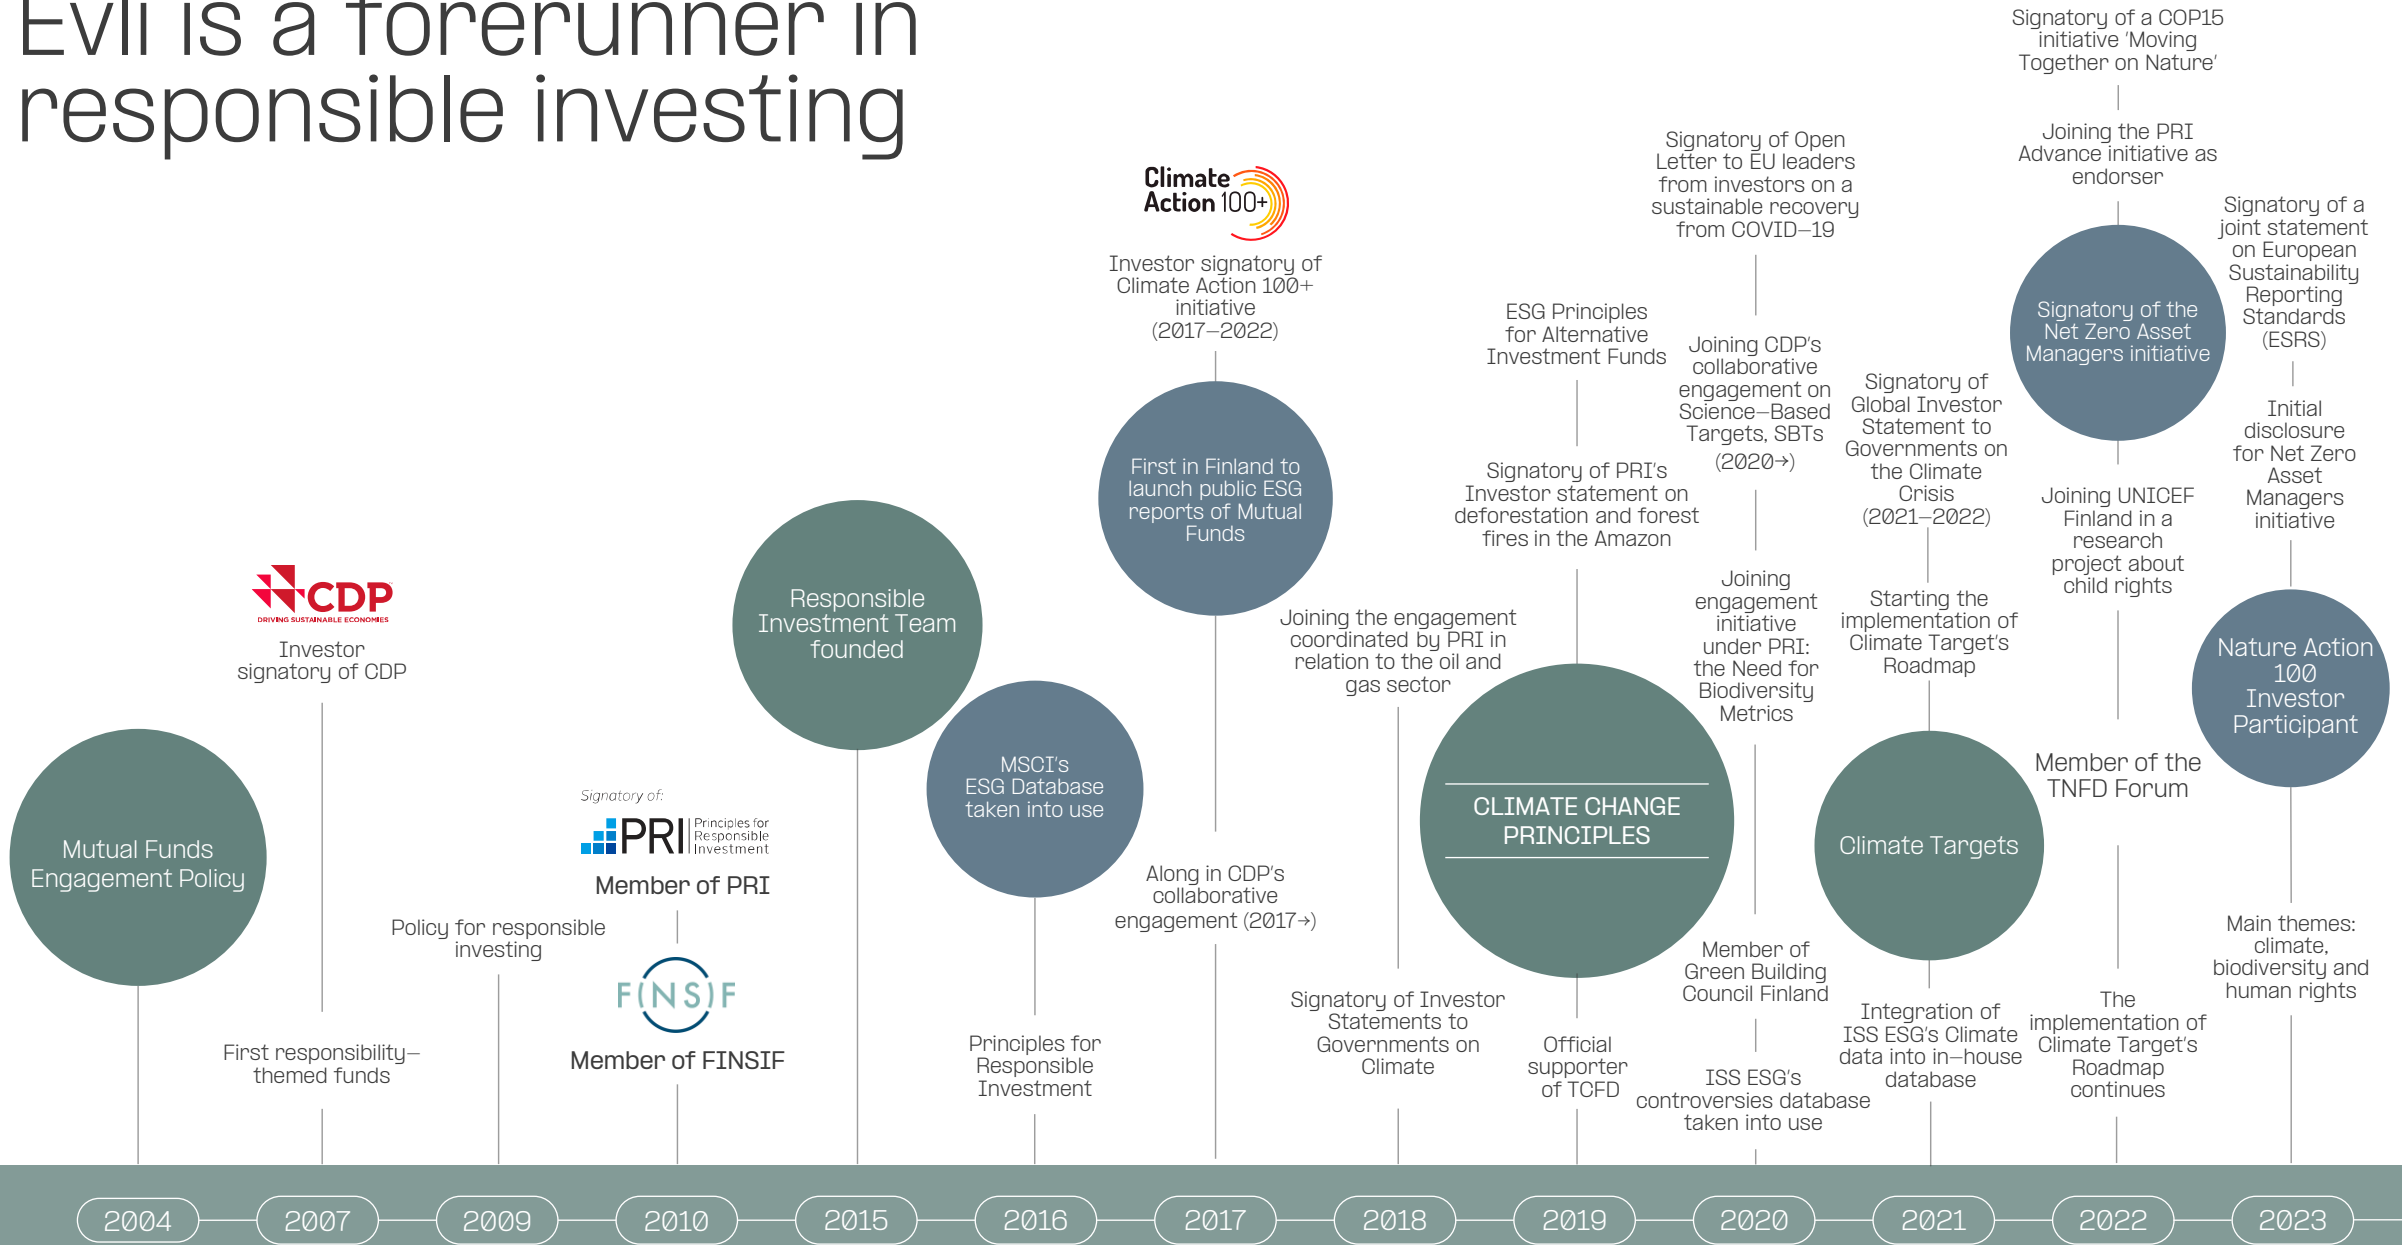 Evli is a forerunner in
responsible investing
Mutual Funds
Engagement Policy
CDP
DRIVING SUSTAINABLE ECONOMIES
Investor
signatory of CDP
First responsibility–
themed funds
Policy for responsible
investing
Signatory of:
PRI
Principles for
Responsible
Investment
Member of PRI
F(NS)F
Member of FINSIF
Responsible
Investment Team
founded
MSCI's
ESG Database
taken into use
Principles for
Responsible
Investment
Climate
Action 100+
Investor signatory of
Climate Action 100+
initiative
(2017–2022)
First in Finland to
launch public ESG
reports of Mutual
Funds
Along in CDP's
collaborative
engagement (2017→)
Joining the engagement
coordinated by PRI in
relation to the oil and
gas sector
Signatory of Investor
Statements to
Governments on
Climate
ESG Principles
for Alternative
Investment Funds
Signatory of PRI's
Investor statement on
deforestation and forest
fires in the Amazon
CLIMATE CHANGE
PRINCIPLES
Official
supporter
of TCFD
Signatory of Open
Letter to EU leaders
from investors on a
sustainable recovery
from COVID–19
Joining CDP's
collaborative
engagement on
Science–Based
Targets, SBTs
(2020→)
Joining
engagement
initiative
under PRI:
the Need for
Biodiversity
Metrics
Member of
Green Building
Council Finland
ISS ESG's
controversies database
taken into use
Signatory of
Global Investor
Statement to
Governments on
the Climate
Crisis
(2021–2022)
Starting the
implementation of
Climate Target's
Roadmap
Climate Targets
Integration of
ISS ESG's Climate
data into in–house
database
Signatory of a COP15
initiative 'Moving
Together on Nature'
Joining the PRI
Advance initiative as
endorser
Signatory of the
Net Zero Asset
Managers initiative
Joining UNICEF
Finland in a
research
project about
child rights
Member of the
TNFD Forum
The
implementation of
Climate Target's
Roadmap
continues
Signatory of a
joint statement
on European
Sustainability
Reporting
Standards
(ESRS)
Initial
disclosure
for Net Zero
Asset
Managers
initiative
Nature Action
100
Investor
Participant
Main themes:
climate,
biodiversity and
human rights
2004
2007
2009
2010
2015
2016
2017
2018
2019
2020
2021
2022
2023